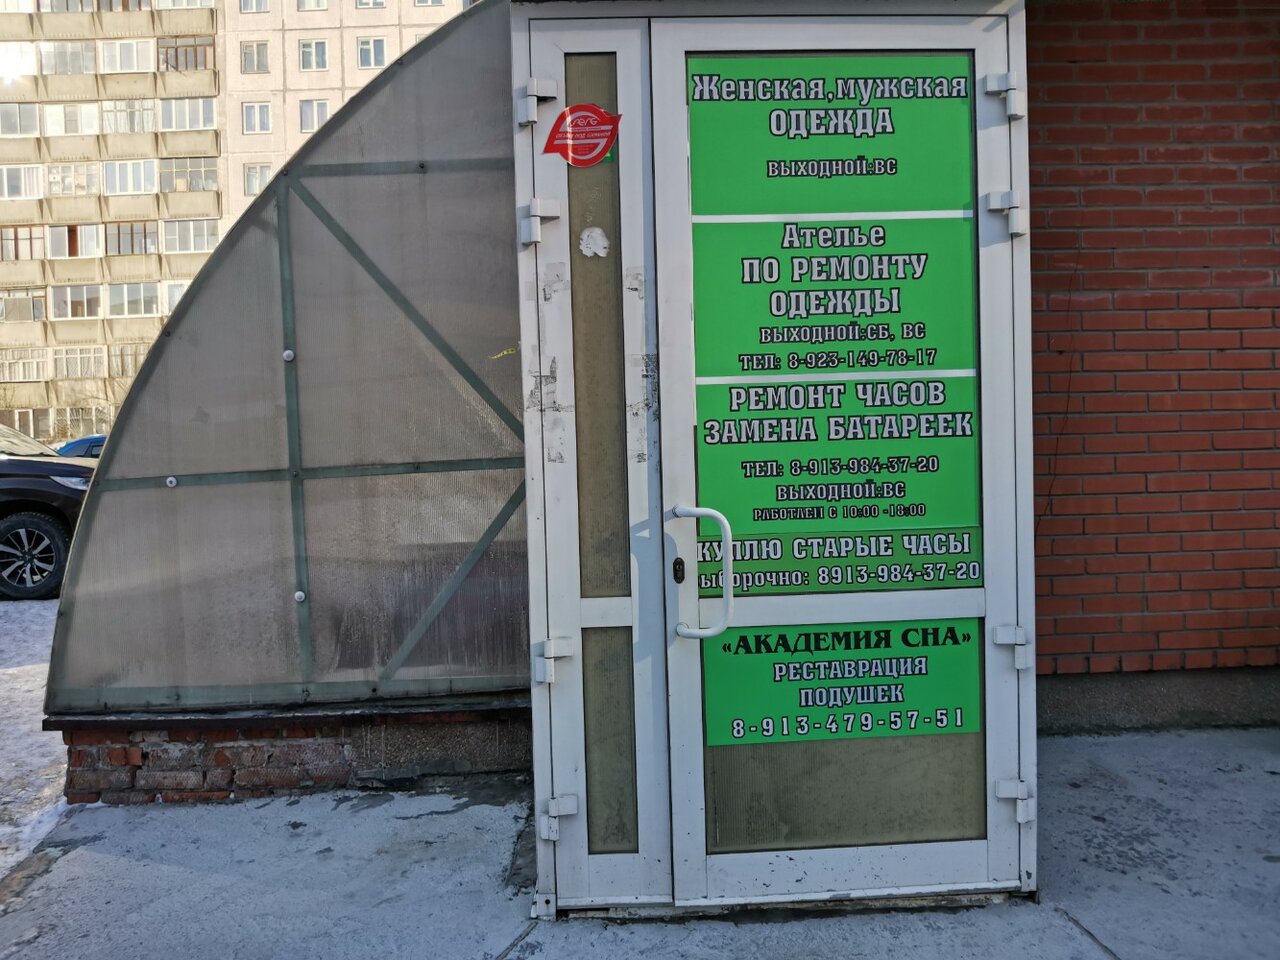 Женская, мужская
ОДЕЖДА
ВЫХОДНОЙ:ВС
Ателье
ПО РЕМОНТУ
ОДЕЖДЫ
ВЫХОДНОЙ:СБ, ВС
ТЕЛ: 8-923-149-78-17
РЕМОНТ ЧАСОВ
ЗАМЕНА БАТАРЕЕК
ТЕЛ: 8-913-984-37-20
ВЫХОДНОЙ:ВС
РАБОТАЕМ С 10:00 -18:00
КУПЛЮ СТАРЫЕ ЧАСЫ
ыборочно: 8913-984-37-20
«АКАДЕМИЯ СНА»
РЕСТАВРАЦИЯ
ПОДУШЕК
8-913-479-57-51